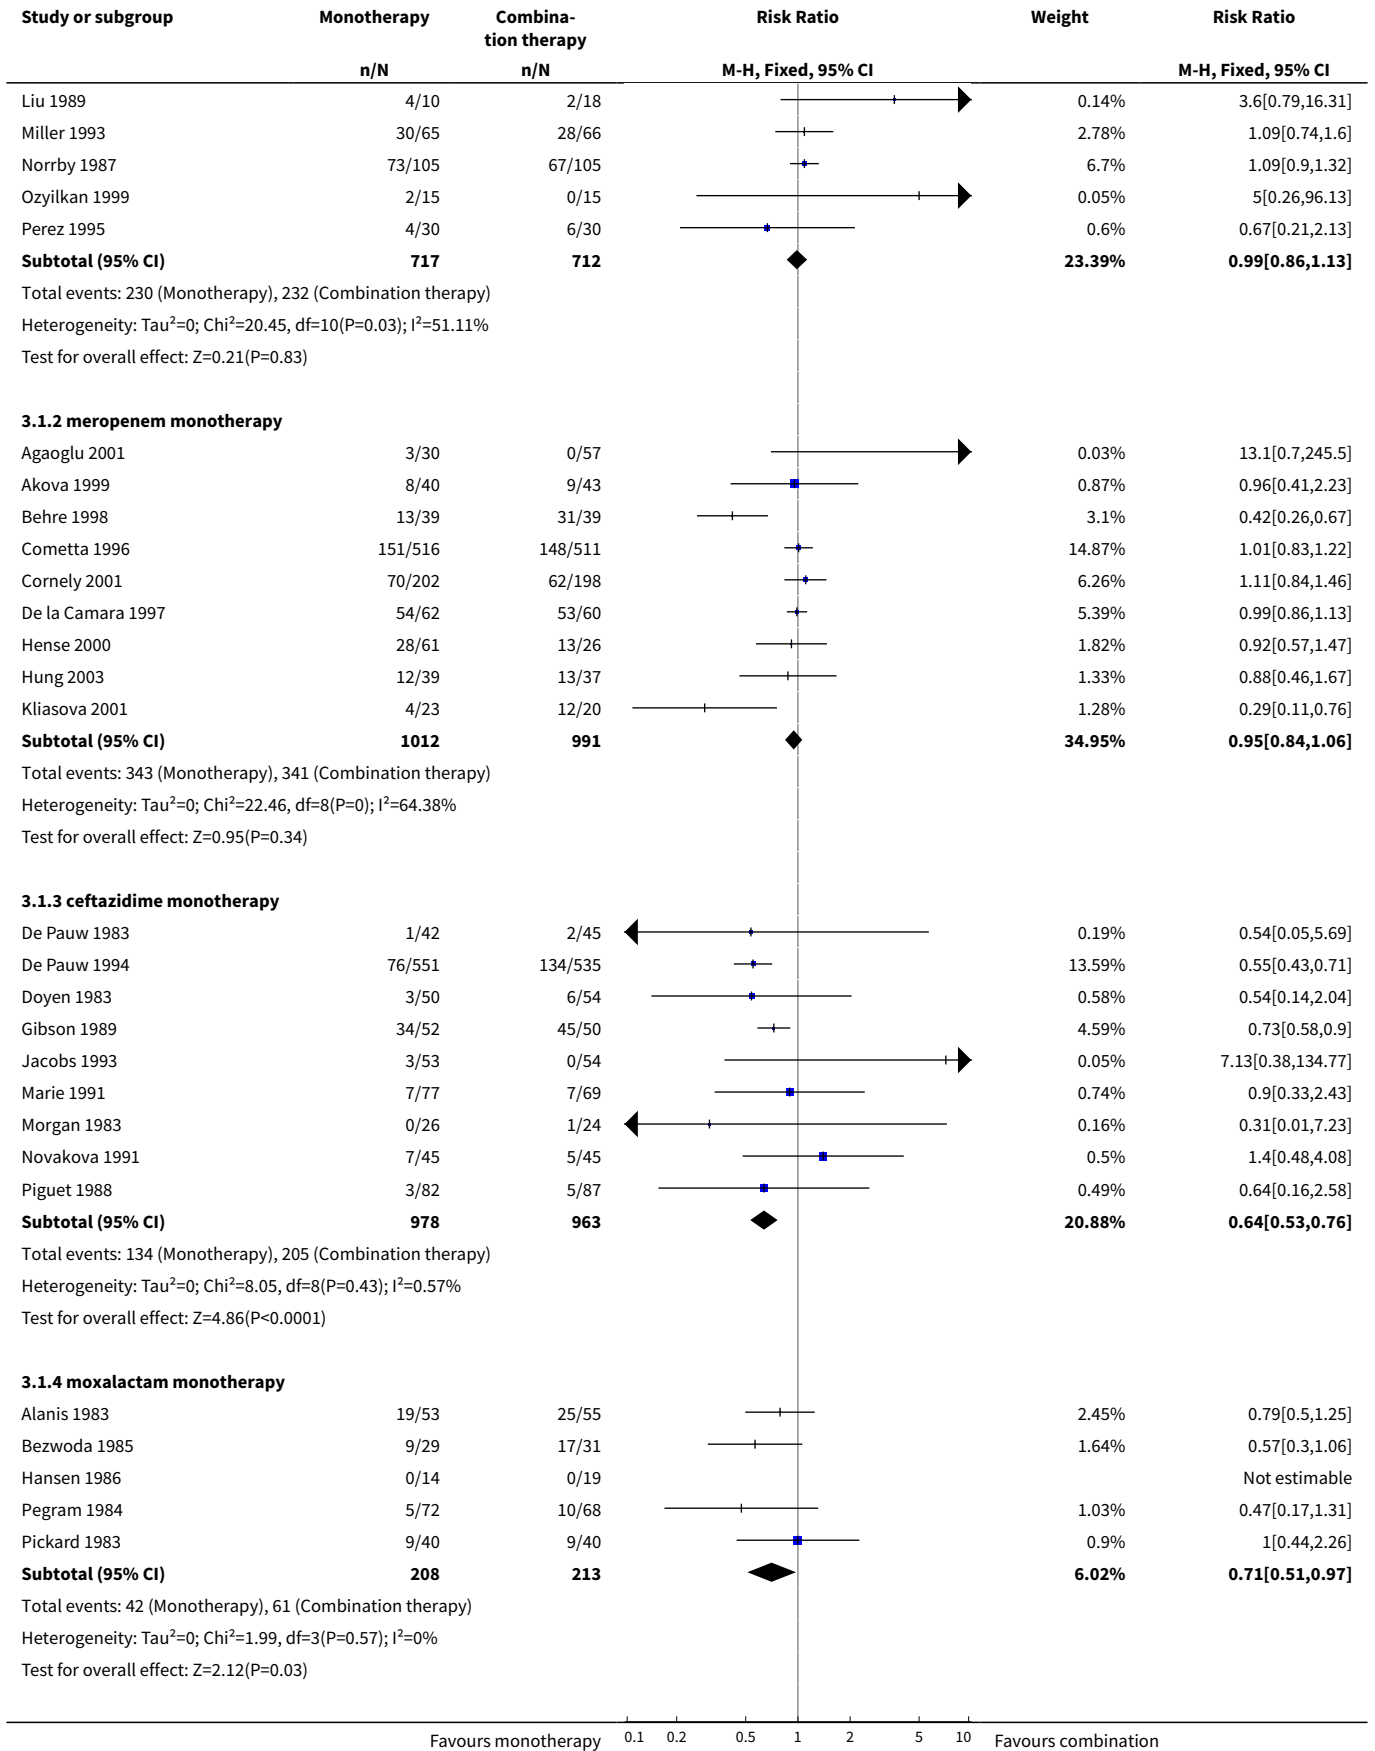 Study or subgroup Monotherapy Combina- Risk Ratio Weight Risk Ratio
tion therapy
n/N n/N M-H, Fixed, 95% CI M-H, Fixed, 95% CI
Liu 1989 4/10 2/18 0.14% 3.6[0.79,16.31]
Miller 1993 30/65 28/66 2.78% 1.09[0.74,1.6]
Norrby 1987 73/105 67/105 6.7% 1.09[0.9,1.32]
Ozyilkan 1999 2/15 0/15 0.05% 5[0.26,96.13]
Perez 1995 4/30 6/30 0.6% 0.67[0.21,2.13]
Subtotal (95% CI) 717 712 23.39% 0.99[0.86,1.13]
Total events: 230 (Monotherapy), 232 (Combination therapy)
Heterogeneity: Tau²=0; Chi²=20.45, df=10(P=0.03); I²=51.11%
Test for overall effect: Z=0.21(P=0.83)
3.1.2 meropenem monotherapy
Agaoglu 2001 3/30 0/57 0.03% 13.1[0.7,245.5]
Akova 1999 8/40 9/43 0.87% 0.96[0.41,2.23]
Behre 1998 13/39 31/39 3.1% 0.42[0.26,0.67]
Cometta 1996 151/516 148/511 14.87% 1.01[0.83,1.22]
Cornely 2001 70/202 62/198 6.26% 1.11[0.84,1.46]
De la Camara 1997 54/62 53/60 5.39% 0.99[0.86,1.13]
Hense 2000 28/61 13/26 1.82% 0.92[0.57,1.47]
Hung 2003 12/39 13/37 1.33% 0.88[0.46,1.67]
Kliasova 2001 4/23 12/20 1.28% 0.29[0.11,0.76]
Subtotal (95% CI) 1012 991 34.95% 0.95[0.84,1.06]
Total events: 343 (Monotherapy), 341 (Combination therapy)
Heterogeneity: Tau²=0; Chi²=22.46, df=8(P=0); I²=64.38%
Test for overall effect: Z=0.95(P=0.34)
3.1.3 ceftazidime monotherapy
De Pauw 1983 1/42 2/45 0.19% 0.54[0.05,5.69]
De Pauw 1994 76/551 134/535 13.59% 0.55[0.43,0.71]
Doyen 1983 3/50 6/54 0.58% 0.54[0.14,2.04]
Gibson 1989 34/52 45/50 4.59% 0.73[0.58,0.9]
Jacobs 1993 3/53 0/54 0.05% 7.13[0.38,134.77]
Marie 1991 7/77 7/69 0.74% 0.9[0.33,2.43]
Morgan 1983 0/26 1/24 0.16% 0.31[0.01,7.23]
Novakova 1991 7/45 5/45 0.5% 1.4[0.48,4.08]
Piguet 1988 3/82 5/87 0.49% 0.64[0.16,2.58]
Subtotal (95% CI) 978 963 20.88% 0.64[0.53,0.76]
Total events: 134 (Monotherapy), 205 (Combination therapy)
Heterogeneity: Tau²=0; Chi²=8.05, df=8(P=0.43); I²=0.57%
Test for overall effect: Z=4.86(P<0.0001)
3.1.4 moxalactam monotherapy
Alanis 1983 19/53 25/55 2.45% 0.79[0.5,1.25]
Bezwoda 1985 9/29 17/31 1.64% 0.57[0.3,1.06]
Hansen 1986 0/14 0/19 Not estimable
Pegram 1984 5/72 10/68 1.03% 0.47[0.17,1.31]
Pickard 1983 9/40 9/40 0.9% 1[0.44,2.26]
Subtotal (95% CI) 208 213 6.02% 0.71[0.51,0.97]
Total events: 42 (Monotherapy), 61 (Combination therapy)
Heterogeneity: Tau²=0; Chi²=1.99, df=3(P=0.57); I²=0%
Test for overall effect: Z=2.12(P=0.03)
Favours monotherapy 0.1 0.2 0.5 1 2 5 10 Favours combination